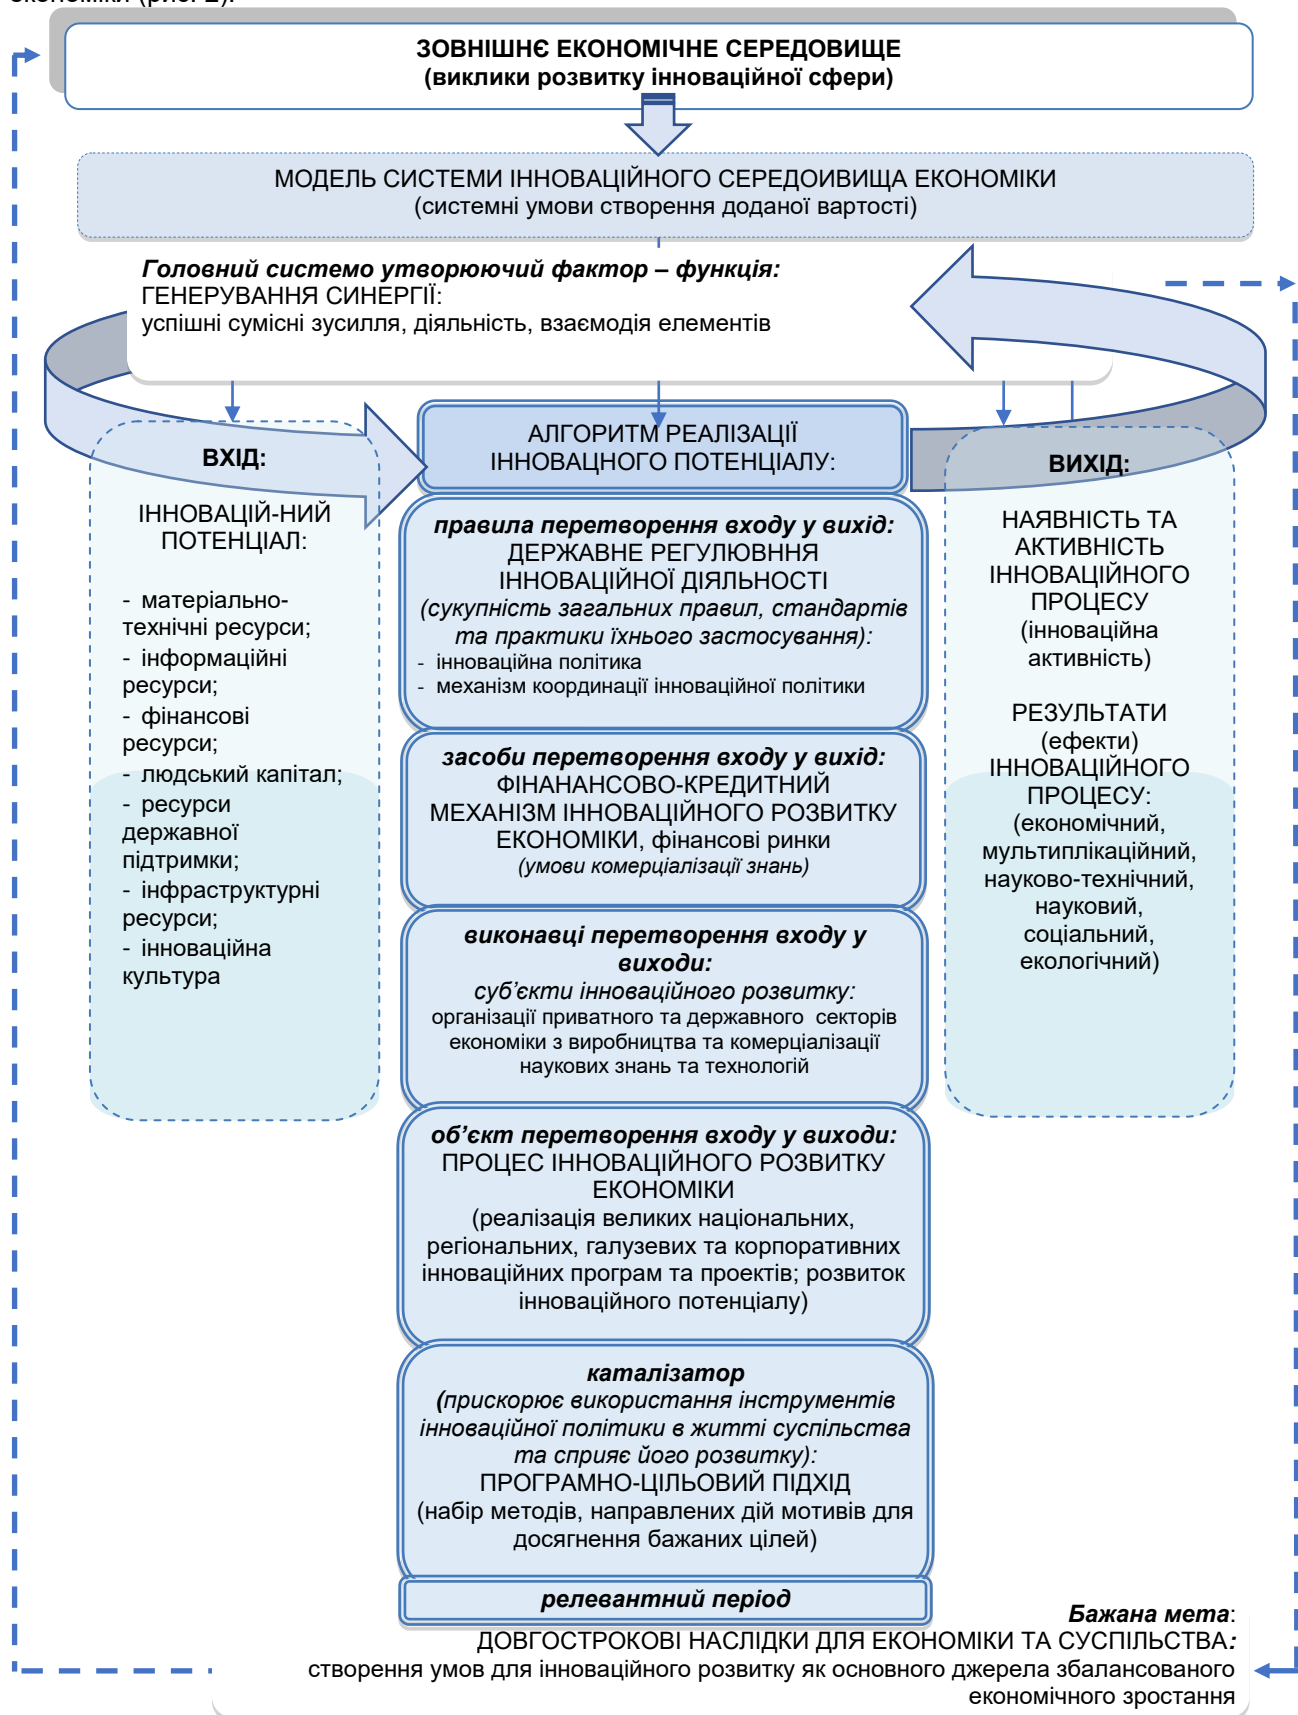 економіки (рис. 2).
ЗОВНІШНЄ ЕКОНОМІЧНЕ СЕРЕДОВИЩЕ
(виклики розвитку інноваційної сфери)
МОДЕЛЬ СИСТЕМИ ІННОВАЦІЙНОГО СЕРЕДОИВИЩА ЕКОНОМІКИ
(системні умови створення доданої вартості)
Головний системо утворюючий фактор – функція:
ГЕНЕРУВАННЯ СИНЕРГІЇ:
успішні сумісні зусилля, діяльність, взаємодія елементів
ВХІД:
ІННОВАЦІЙ-НИЙ
ПОТЕНЦІАЛ:
- матеріально-
технічні ресурси;
- інформаційні
ресурси;
- фінансові
ресурси;
- людський капітал;
- ресурси
державної
підтримки;
- інфраструктурні
ресурси;
- інноваційна
культура
АЛГОРИТМ РЕАЛІЗАЦІЇ
ІННОВАЦНОГО ПОТЕНЦІАЛУ:
правила перетворення входу у вихід:
ДЕРЖАВНЕ РЕГУЛЮВННЯ
ІННОВАЦІЙНОЇ ДІЯЛЬНОСТІ
(сукупність загальних правил, стандартів
та практики їхнього застосування):
- інноваційна політика
- механізм координації інноваційної політики
засоби перетворення входу у вихід:
ФІНАНАНСОВО-КРЕДИТНИЙ
МЕХАНІЗМ ІННОВАЦІЙНОГО РОЗВИТКУ
ЕКОНОМІКИ, фінансові ринки
(умови комерціалізації знань)
виконавці перетворення входу у
виходи:
суб’єкти інноваційного розвитку:
організації приватного та державного секторів
економіки з виробництва та комерціалізації
наукових знань та технологій
об’єкт перетворення входу у виходи:
ПРОЦЕС ІННОВАЦІЙНОГО РОЗВИТКУ
ЕКОНОМІКИ
(реалізація великих національних,
регіональних, галузевих та корпоративних
інноваційних програм та проектів; розвиток
інноваційного потенціалу)
каталізатор
(прискорює використання інструментів
інноваційної політики в житті суспільства
та сприяє його розвитку):
ПРОГРАМНО-ЦІЛЬОВИЙ ПІДХІД
(набір методів, направлених дій мотивів для
досягнення бажаних цілей)
релевантний період
ВИХІД:
НАЯВНІСТЬ ТА
АКТИВНІСТЬ
ІННОВАЦІЙНОГО
ПРОЦЕСУ
(інноваційна
активність)
РЕЗУЛЬТАТИ
(ефекти)
ІННОВАЦІЙНОГО
ПРОЦЕСУ:
(економічний,
мультиплікаційний,
науково-технічний,
науковий,
соціальний,
екологічний)
Бажана мета:
ДОВГОСТРОКОВІ НАСЛІДКИ ДЛЯ ЕКОНОМІКИ ТА СУСПІЛЬСТВА:
створення умов для інноваційного розвитку як основного джерела збалансованого
економічного зростання